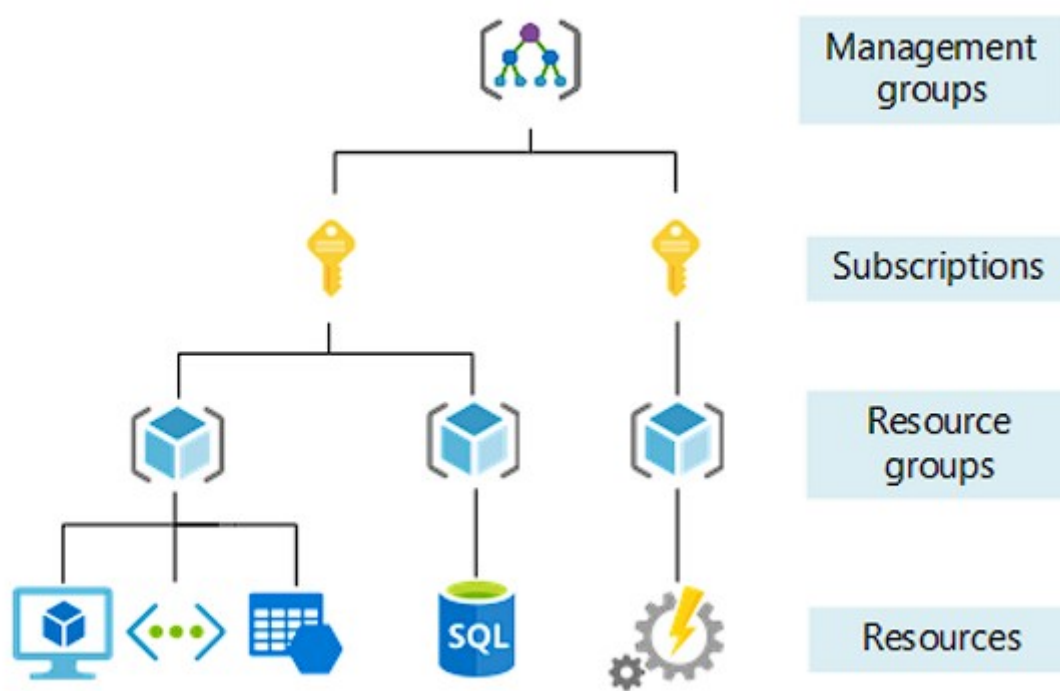 Management
groups
Subscriptions
Resource
groups
SQL
Resources